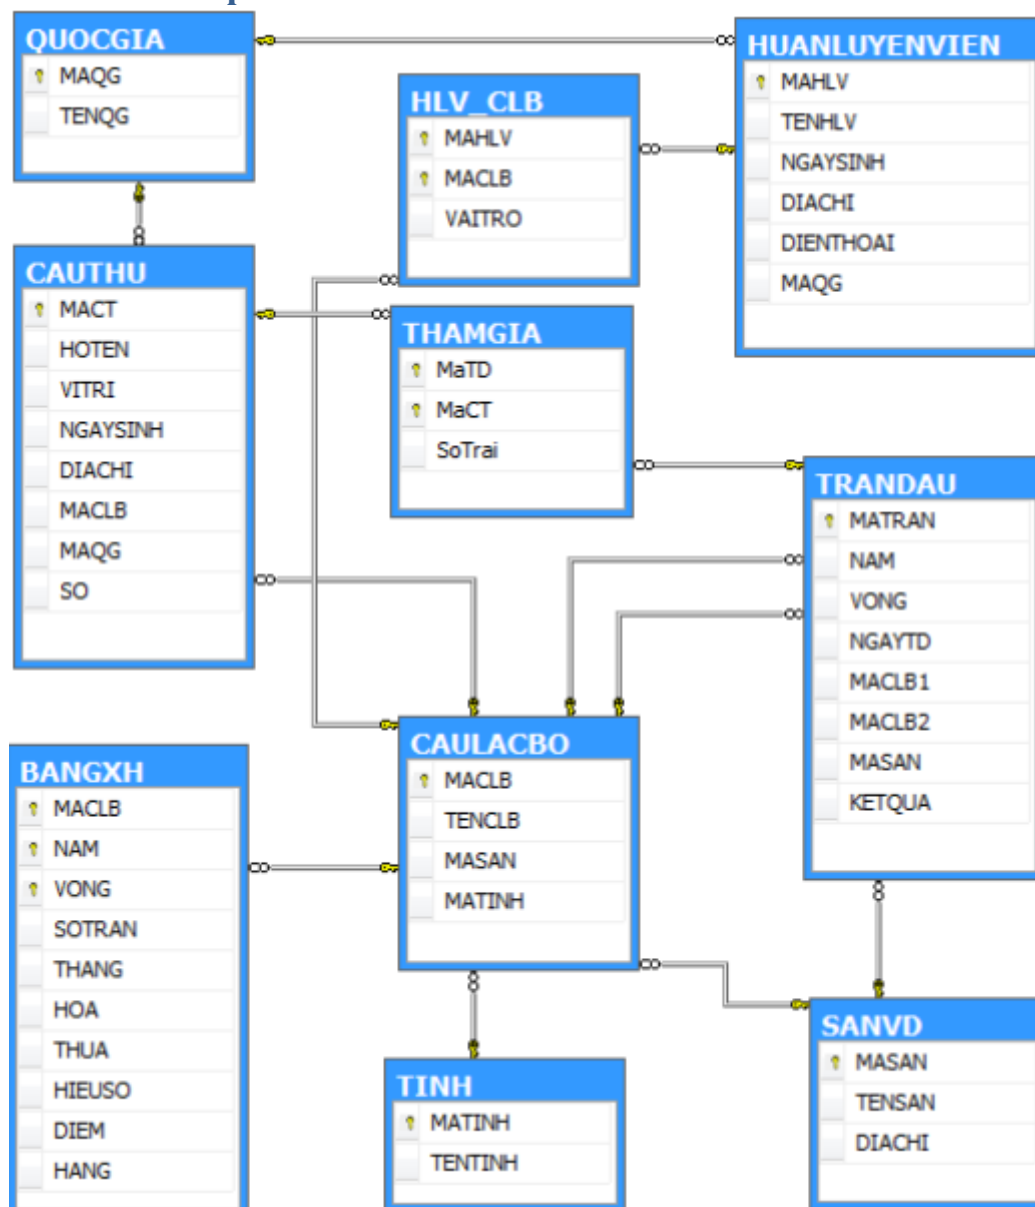 QUOCGIA
MAQG
TENQG
HUANLUYENVIEN
MAHLV
TENHLV
NGAYSINH
DIACHI
DIENTHOAI
MAQG
HLV_CLB
MAHLV
MACLB
VAITRO
CAUTHU
MACT
HOTEN
VITRI
NGAYSINH
DIACHI
MACLB
MAQG
SO
THAMGIA
MaTD
MaCT
SoTrai
TRANDAU
MATRAN
NAM
VONG
NGAYTD
MACLB1
MACLB2
MASAN
KETQUA
CAULACBO
MACLB
TENCLB
MASAN
MATINH
BANGXH
MACLB
NAM
VONG
SOTRAN
THANG
HOA
THUA
HIEUSO
DIEM
HANG
TINH
MATINH
TENTINH
SANVD
MASAN
TENSAN
DIACHI